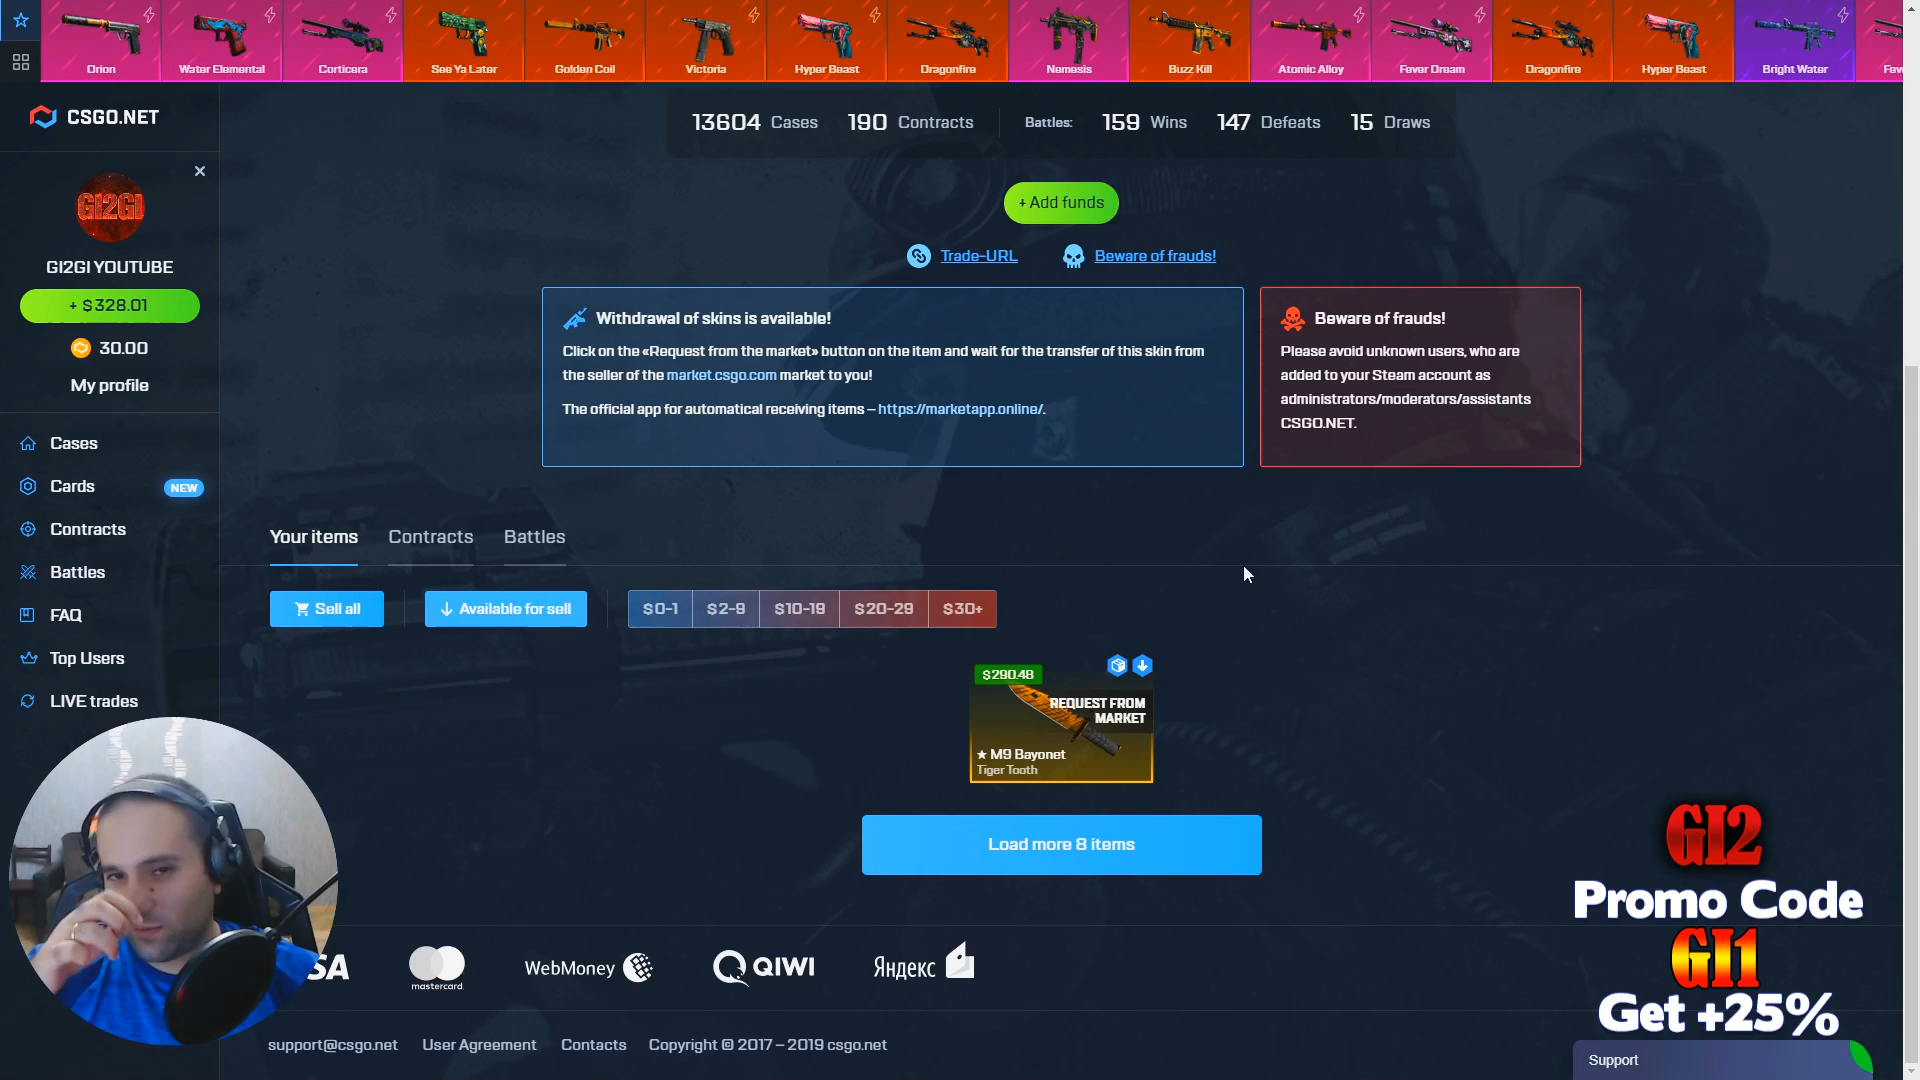 Orion
Water Elemental
Corticera
See Ya Later
Golden Coil
Victoria
Hyper Beast
Dragonfire
Nemesis
Buzz Kill
Atomic Alloy
Fever Dream
Dragonfire
Hyper Beast
Bright Water
Fev
CSGO.NET
13604 Cases 190 Contracts Battles: 159 Wins 147 Defeats 15 Draws
GI2GI
GI2GI YOUTUBE
+ $328.01
30.00
My profile
Cases
Cards NEW
Contracts
Battles
FAQ
Top Users
LIVE trades
+ Add funds
Trade-URL Beware of frauds!
Withdrawal of skins is available!
Click on the «Request from the market» button on the item and wait for the transfer of this skin from
the seller of the market.csgo.com market to you!
The official app for automatical receiving items – https://marketapp.online/.
Beware of frauds!
Please avoid unknown users, who are
added to your Steam account as
administrators/moderators/assistants
CSGO.NET.
Your items Contracts Battles
Sell all Available for sell $0-1 $2-9 $10-19 $20-29 $30+
$290.48
REQUEST FROM
MARKET
★ M9 Bayonet
Tiger Tooth
Load more 8 items
GI2
Promo Code
GI1
Get +25%
SA mastercard. WebMoney QIWI Яндекс
support@csgo.net User Agreement Contacts Copyright © 2017 – 2019 csgo.net
Support